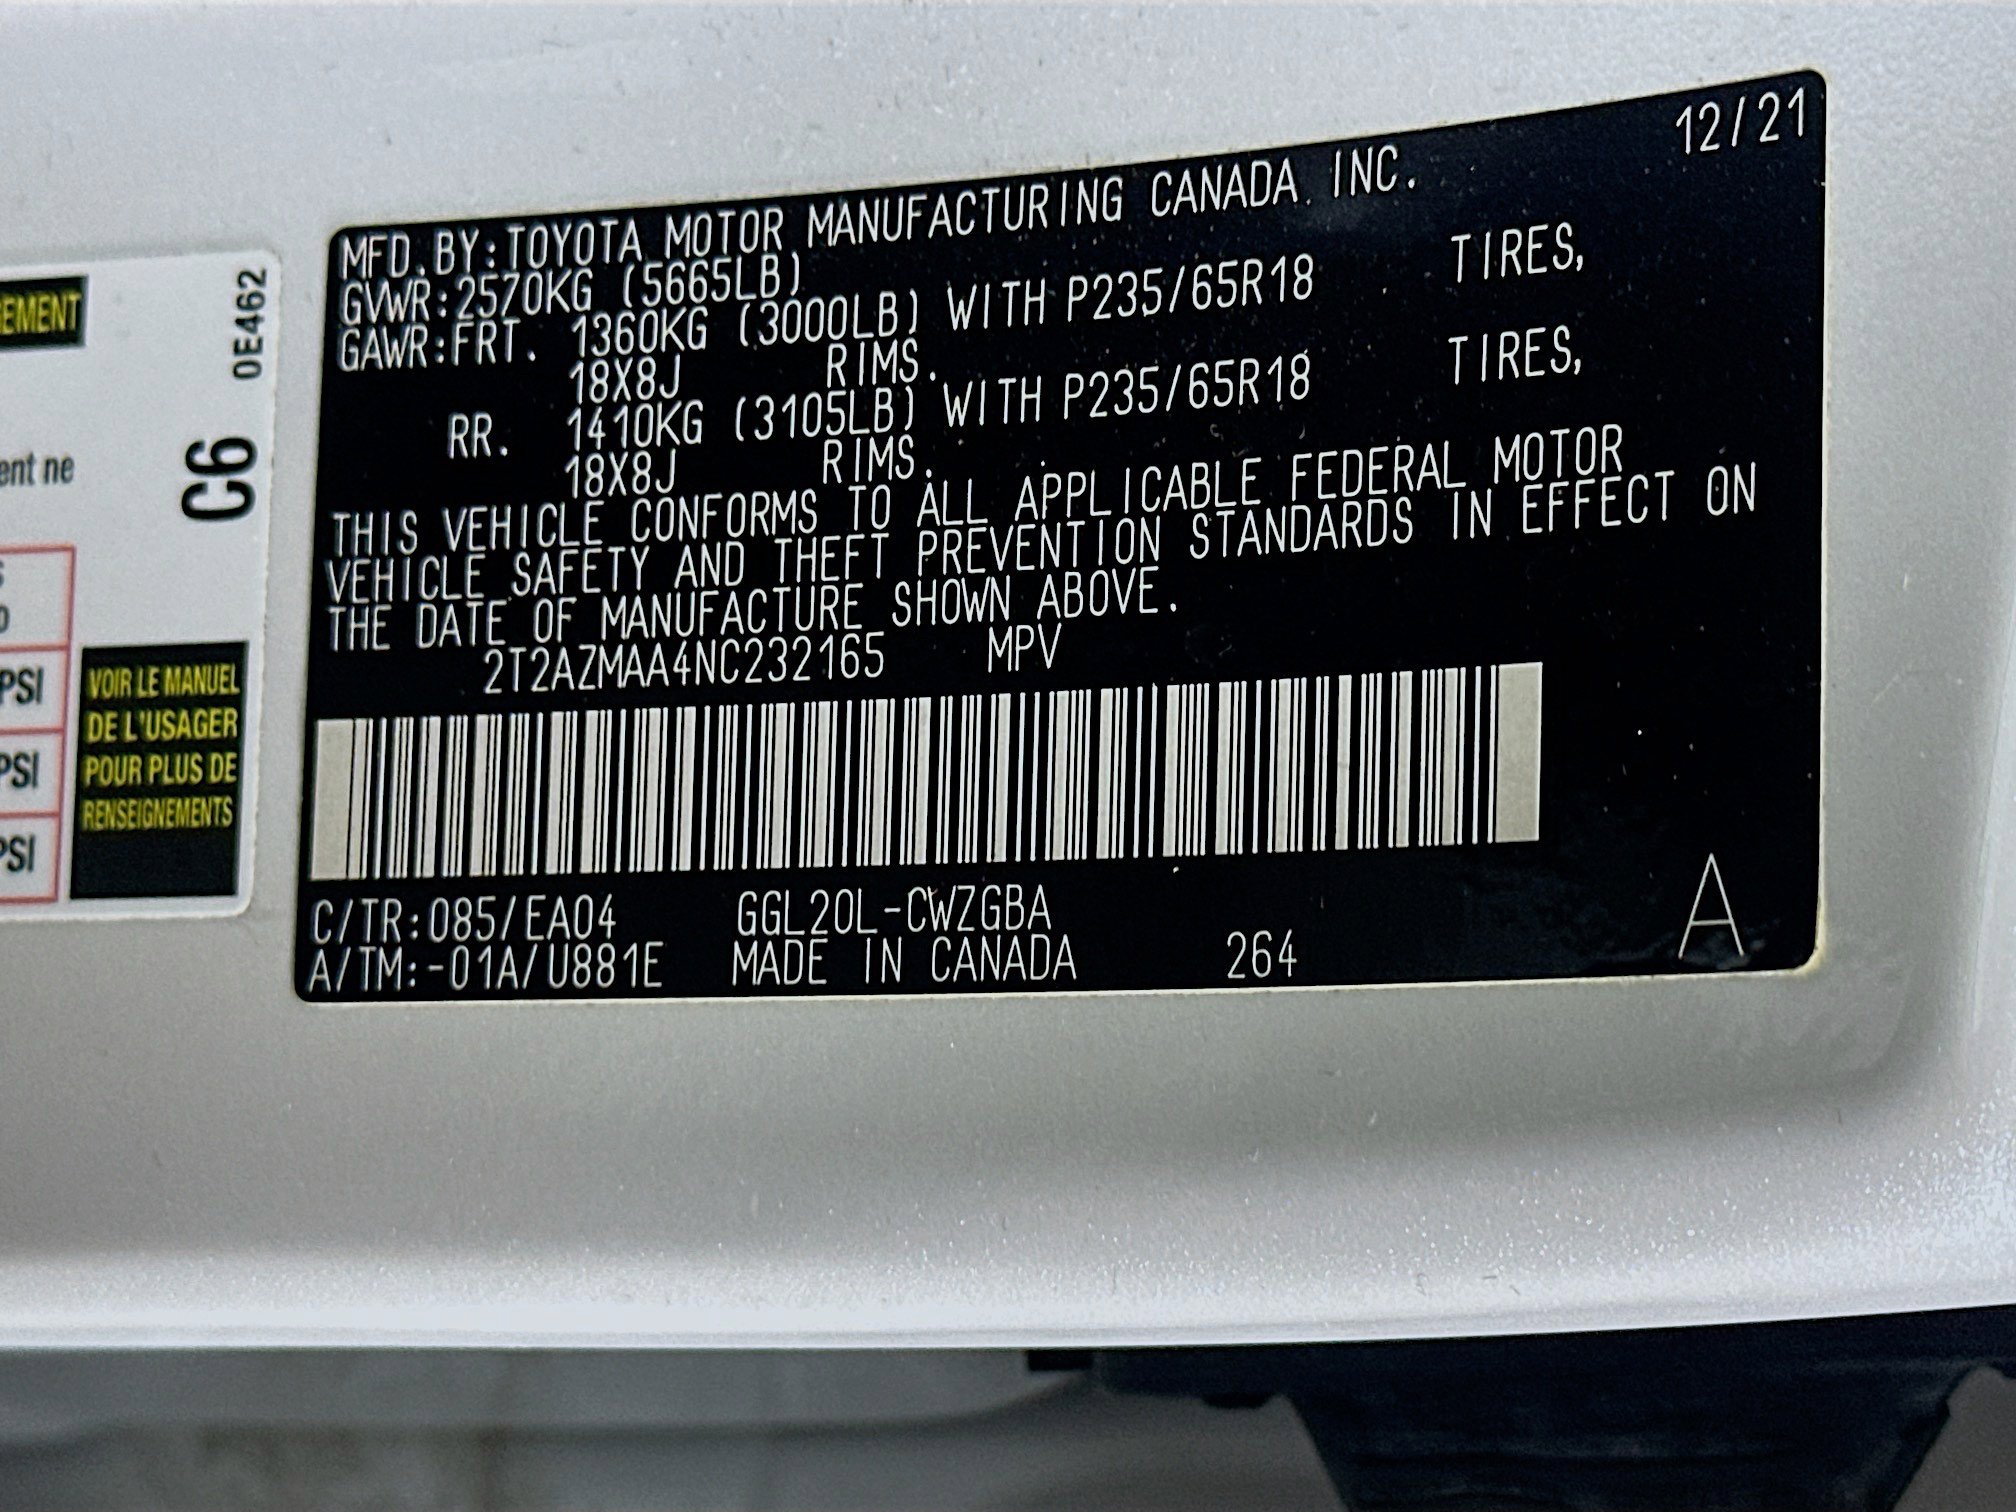 EMENT
0E462
C6
ent ne
PSI
PSI
PSI
VOIR LE MANUEL
DE L'USAGER
POUR PLUS DE
RENSEIGNEMENTS
12/21
MFD. BY:TOYOTA MOTOR MANUFACTURING CANADA INC.
GVWR:2570KG (5665LB)
GAWR:FRT. 1360KG (3000LB) WITH P235/65R18 TIRES,
18X8J RIMS.
RR. 1410KG (3105LB) WITH P235/65R18 TIRES,
18X8J RIMS.
THIS VEHICLE CONFORMS TO ALL APPLICABLE FEDERAL MOTOR
VEHICLE SAFETY AND THEFT PREVENTION STANDARDS IN EFFECT ON
THE DATE OF MANUFACTURE SHOWN ABOVE.
2T2AZMAA4NC232165 MPV
C/TR:085/EA04 GGL20L-CWZGBA
A/TM:-01A/U881E MADE IN CANADA 264 A